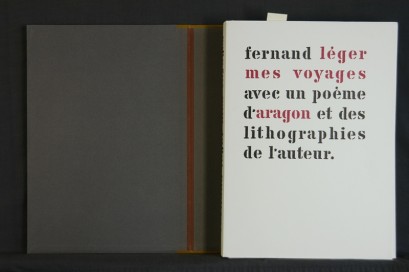 fernand léger
mes voyages
avec un poème
d'aragon et des
lithographies
de l'auteur.